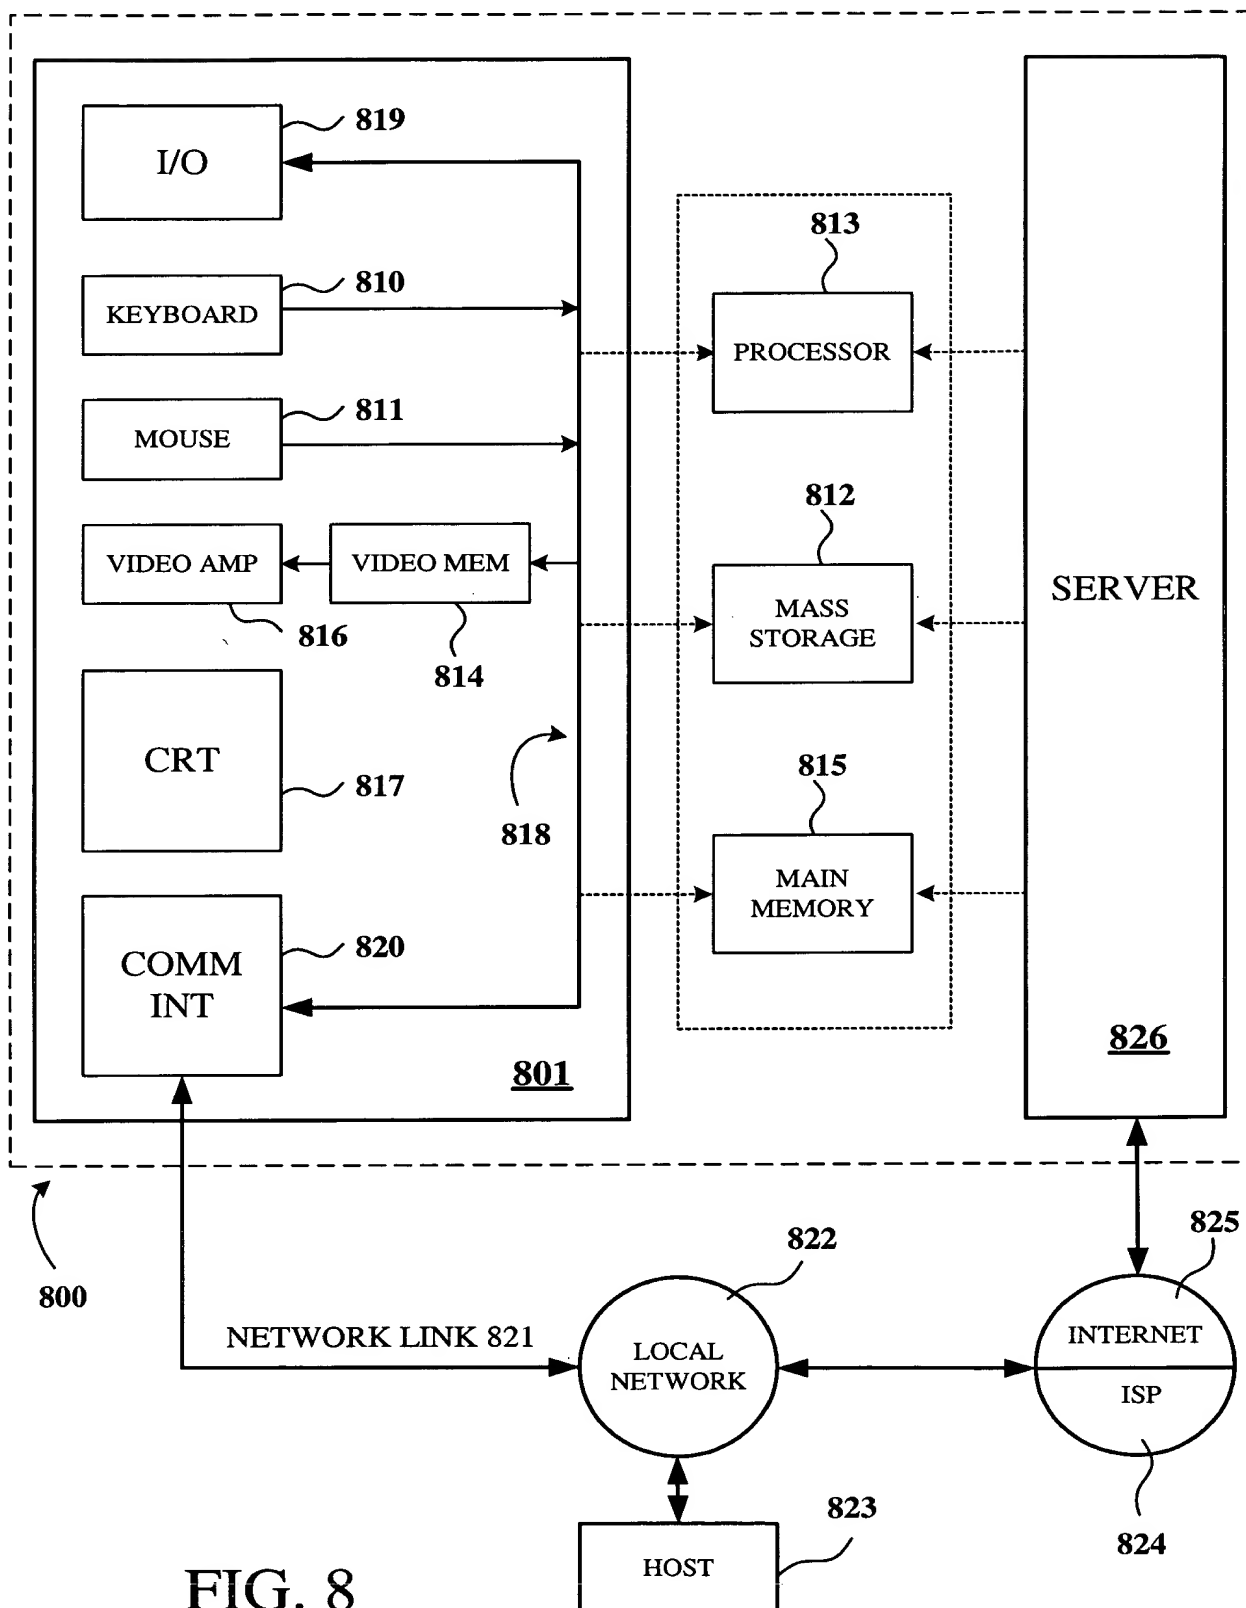 819
I/O
813
810
KEYBOARD
PROCESSOR
811
MOUSE
812
VIDEO AMP
VIDEO MEM
MASS
STORAGE
SERVER
816
814
CRT
817
815
818
MAIN
MEMORY
820
COMM
INT
826
801
825
822
800
NETWORK LINK 821
LOCAL
NETWORK
INTERNET
ISP
823
824
HOST
FIG. 8